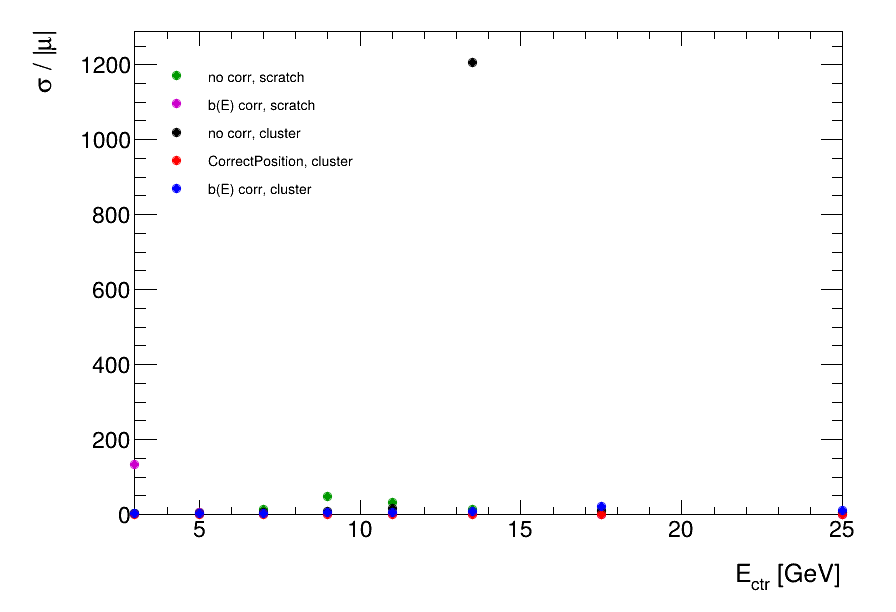 σ / |μ|
1200
1000
800
600
400
200
0
no corr, scratch
b(E) corr, scratch
no corr, cluster
CorrectPosition, cluster
b(E) corr, cluster
5 10 15 20 25
E_ctr [GeV]